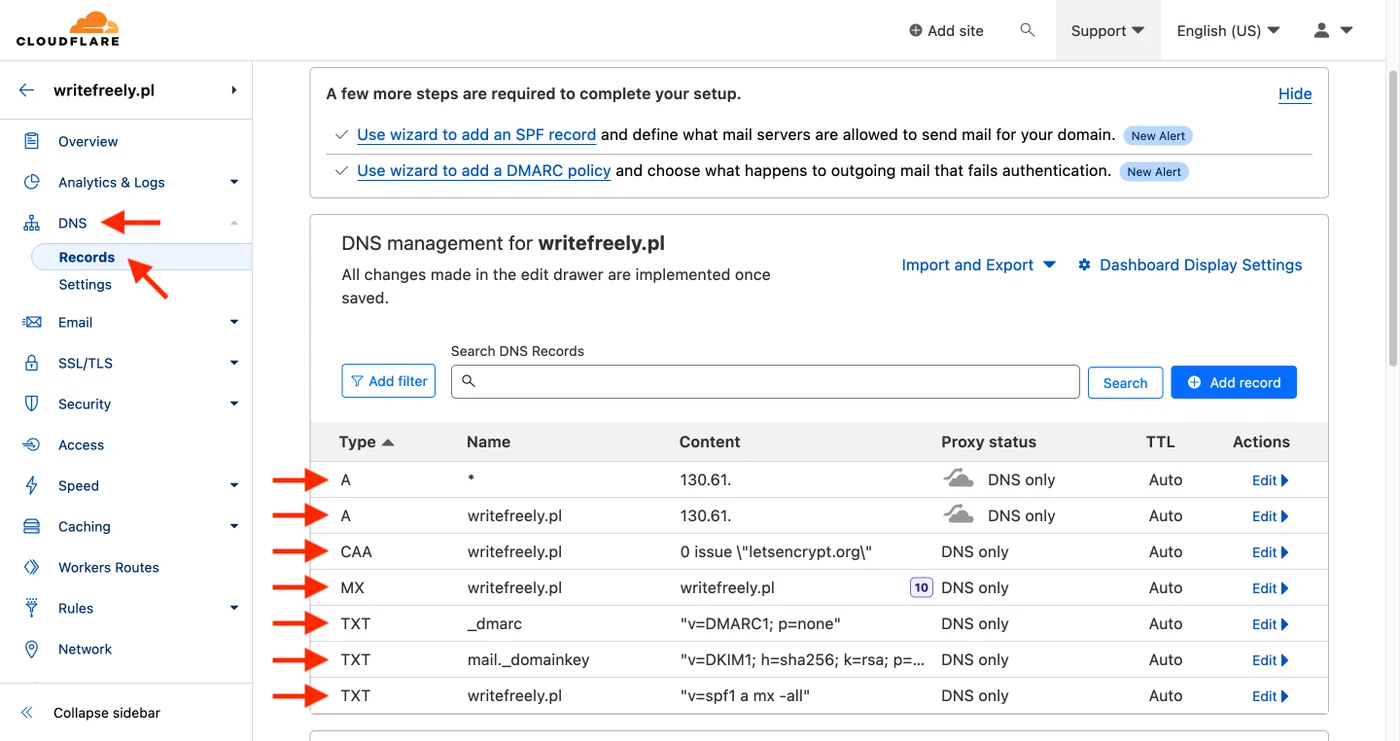 CLOUDFLARE
Add site
Support
English (US)
writefreely.pl
Overview
Analytics & Logs
DNS
Records
Settings
Email
SSL/TLS
Security
Access
Speed
Caching
Workers Routes
Rules
Network
Collapse sidebar
A few more steps are required to complete your setup.
Hide
Use wizard to add an SPF record and define what mail servers are allowed to send mail for your domain. New Alert
Use wizard to add a DMARC policy and choose what happens to outgoing mail that fails authentication. New Alert
DNS management for writefreely.pl
All changes made in the edit drawer are implemented once
saved.
Import and Export
Dashboard Display Settings
Search DNS Records
Add filter
Search
Add record
Type Name Content Proxy status TTL Actions
A * 130.61. DNS only Auto Edit
A writefreely.pl 130.61. DNS only Auto Edit
CAA writefreely.pl 0 issue \"letsencrypt.org\" DNS only Auto Edit
MX writefreely.pl writefreely.pl 10 DNS only Auto Edit
TXT _dmarc "v=DMARC1; p=none" DNS only Auto Edit
TXT mail._domainkey "v=DKIM1; h=sha256; k=rsa; p=... DNS only Auto Edit
TXT writefreely.pl "v=spf1 a mx -all" DNS only Auto Edit